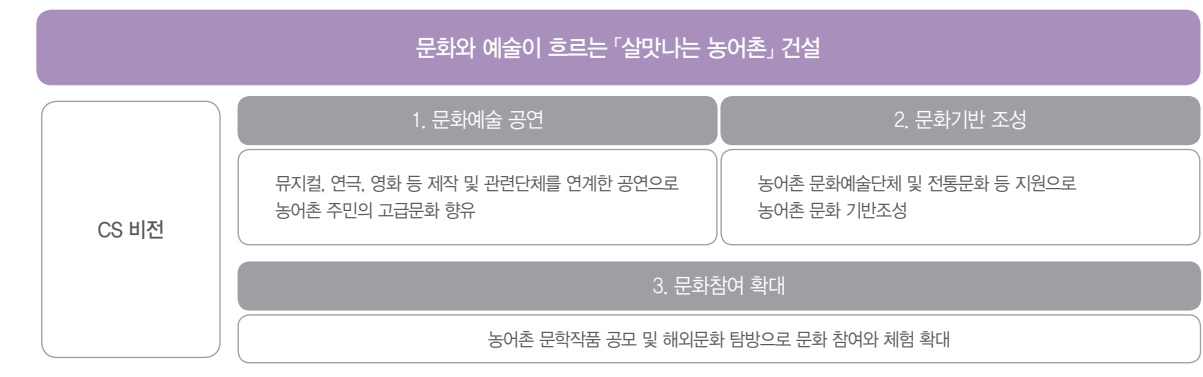 문화와 예술이 흐르는 「살맛나는 농어촌」 건설
CS 비전
1. 문화예술 공연
뮤지컬, 연극, 영화 등 제작 및 관련단체를 연계한 공연으로
농어촌 주민의 고급문화 향유
2. 문화기반 조성
농어촌 문화예술단체 및 전통문화 등 지원으로
농어촌 문화 기반조성
3. 문화참여 확대
농어촌 문학작품 공모 및 해외문화 탐방으로 문화 참여와 체험 확대